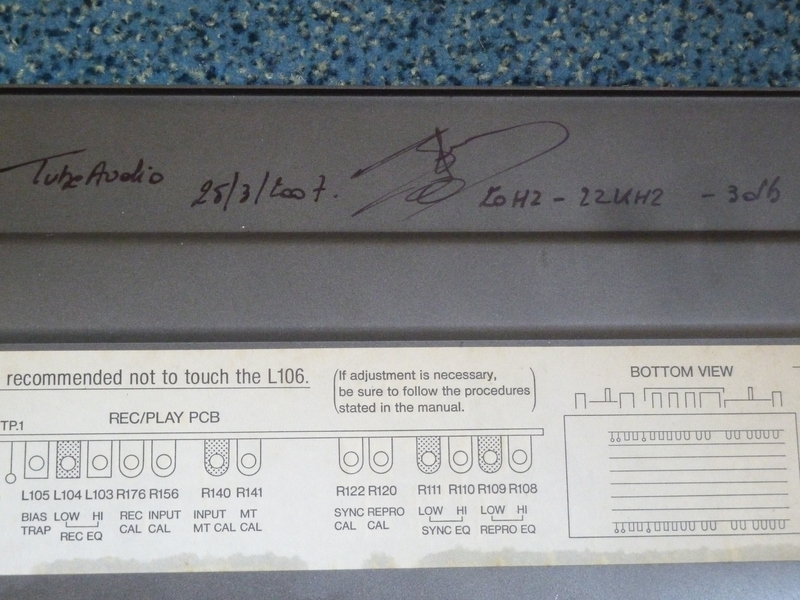 TubeAudio 25/3/2007. 20HZ - 22KHZ - 3db
recommended not to touch the L106.
If adjustment is necessary,
be sure to follow the procedures
stated in the manual.
BOTTOM VIEW
TP.1
REC/PLAY PCB
L105 L104 L103 R176 R156 R140 R141 R122 R120 R111 R110 R109 R108
BIAS TRAP LOW HI REC CAL INPUT CAL INPUT MT CAL MT CAL SYNC CAL REPRO CAL LOW HI LOW HI
REC EQ SYNC EQ REPRO EQ